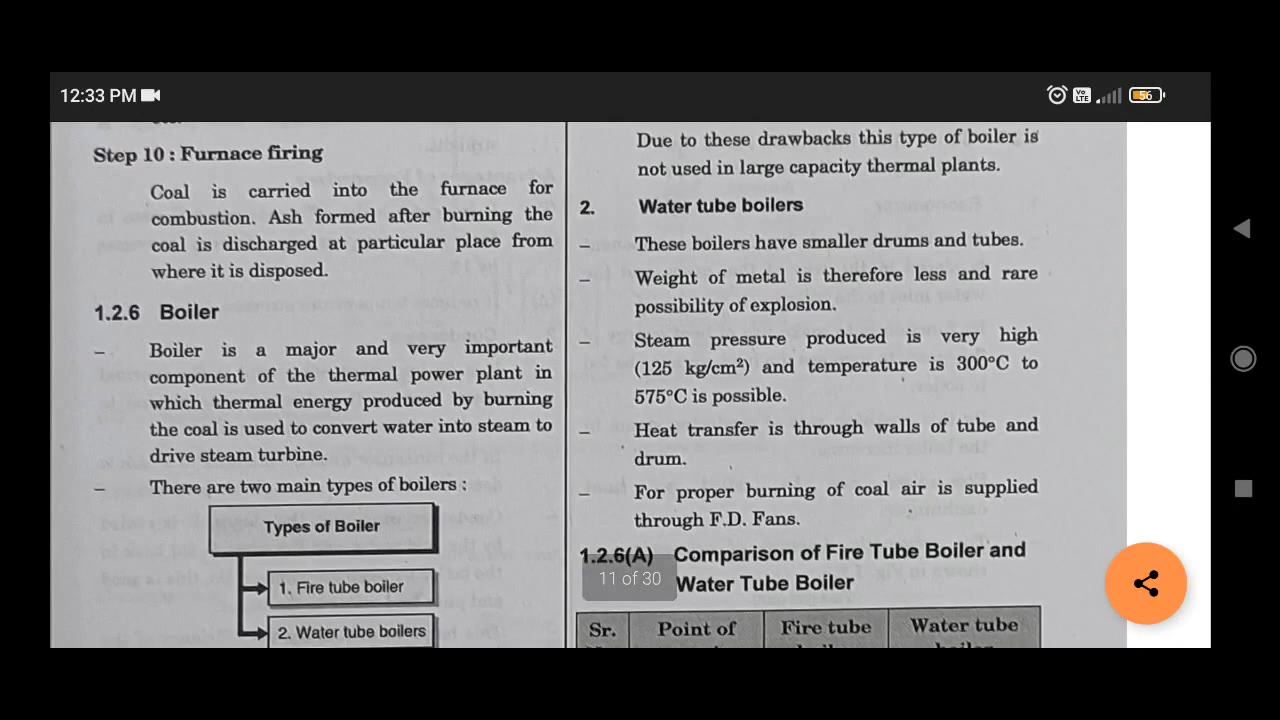 12:33 PM
Vo
LTE
56
Step 10 : Furnace firing
Coal is carried into the furnace for
combustion. Ash formed after burning the
coal is discharged at particular place from
where it is disposed.
1.2.6 Boiler
– Boiler is a major and very important
component of the thermal power plant in
which thermal energy produced by burning
the coal is used to convert water into steam to
drive steam turbine.
– There are two main types of boilers :
Types of Boiler
1. Fire tube boiler
2. Water tube boilers
Due to these drawbacks this type of boiler is
not used in large capacity thermal plants.
2. Water tube boilers
– These boilers have smaller drums and tubes.
– Weight of metal is therefore less and rare
possibility of explosion.
– Steam pressure produced is very high
(125 kg/cm²) and temperature is 300°C to
575°C is possible.
– Heat transfer is through walls of tube and
drum.
– For proper burning of coal air is supplied
through F.D. Fans.
1.2.6(A) Comparison of Fire Tube Boiler and
Water Tube Boiler
11 of 30
Sr. Point of Fire tube Water tube